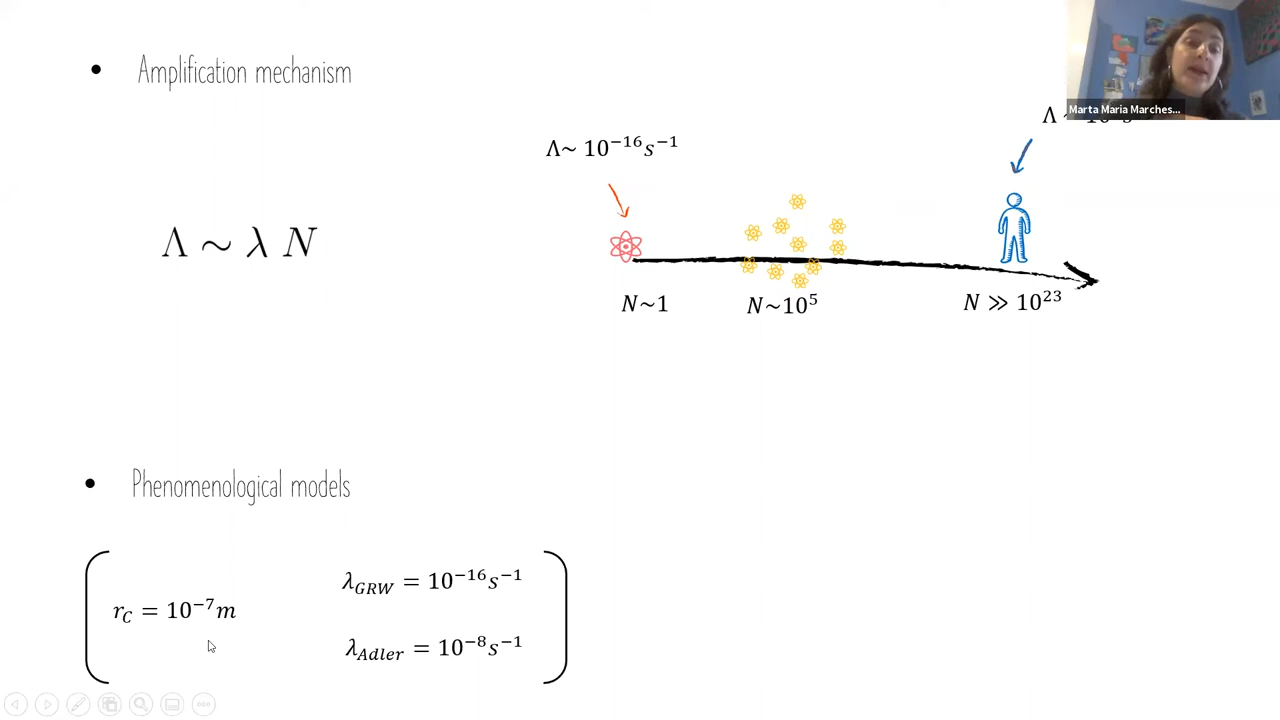 • Amplification mechanism
Marta Maria Marches...
Λ~ 10⁻¹⁶s⁻¹
Λ ~ λ N
N~1
N~10⁵
N ≫ 10²³
• Phenomenological models
r_C = 10⁻⁷m
λ_GRW = 10⁻¹⁶s⁻¹
λ_Adler = 10⁻⁸s⁻¹